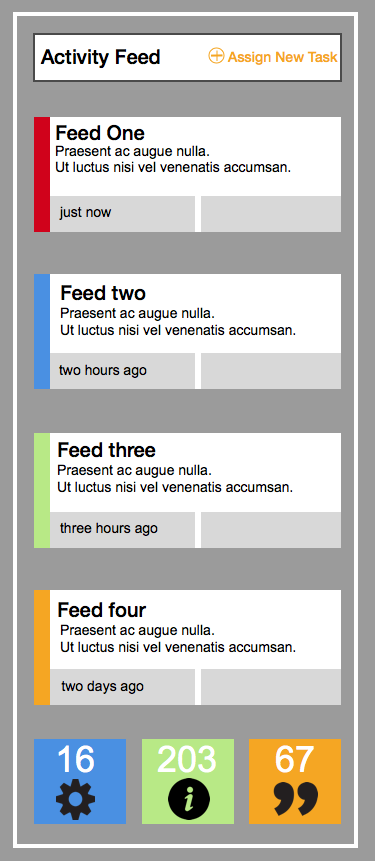 Activity Feed
Assign New Task
Feed One
Praesent ac augue nulla.
Ut luctus nisi vel venenatis accumsan.
just now
Feed two
Praesent ac augue nulla.
Ut luctus nisi vel venenatis accumsan.
two hours ago
Feed three
Praesent ac augue nulla.
Ut luctus nisi vel venenatis accumsan.
three hours ago
Feed four
Praesent ac augue nulla.
Ut luctus nisi vel venenatis accumsan.
two days ago
16
203
67